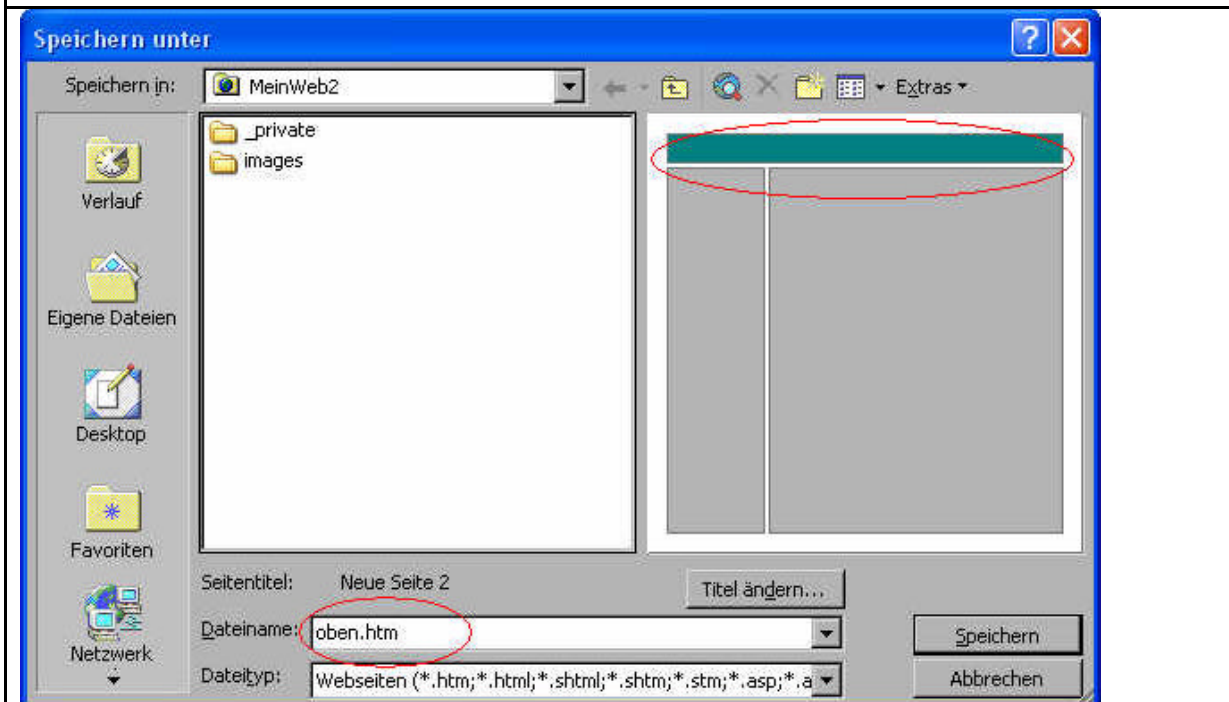 Speichern unter
Speichern in: MeinWeb2 Extras
_private
images
Verlauf
Eigene Dateien
Desktop
Favoriten
Netzwerk
Seitentitel: Neue Seite 2 Titel ändern...
Dateiname: oben.htm Speichern
Dateityp: Webseiten (*.htm;*.html;*.shtml;*.shtm;*.stm;*.asp;*.a Abbrechen